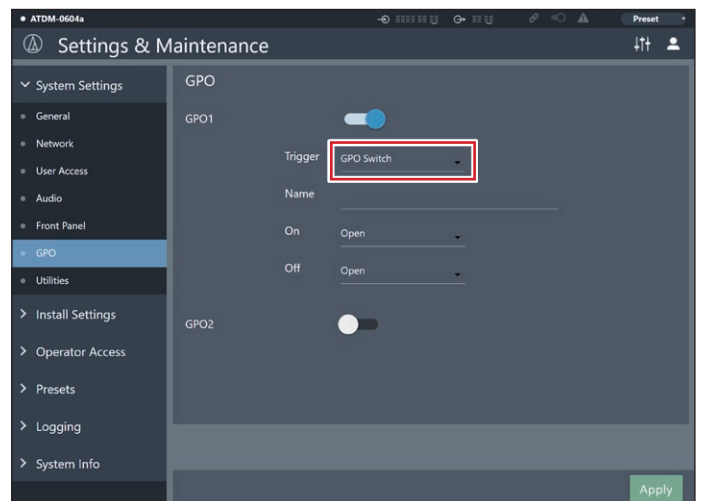 ATDM-0604a
Preset
Settings & Maintenance
System Settings
General
Network
User Access
Audio
Front Panel
GPO
Utilities
Install Settings
Operator Access
Presets
Logging
System Info
GPO
GPO1
Trigger GPO Switch
Name
On Open
Off Open
GPO2
Apply